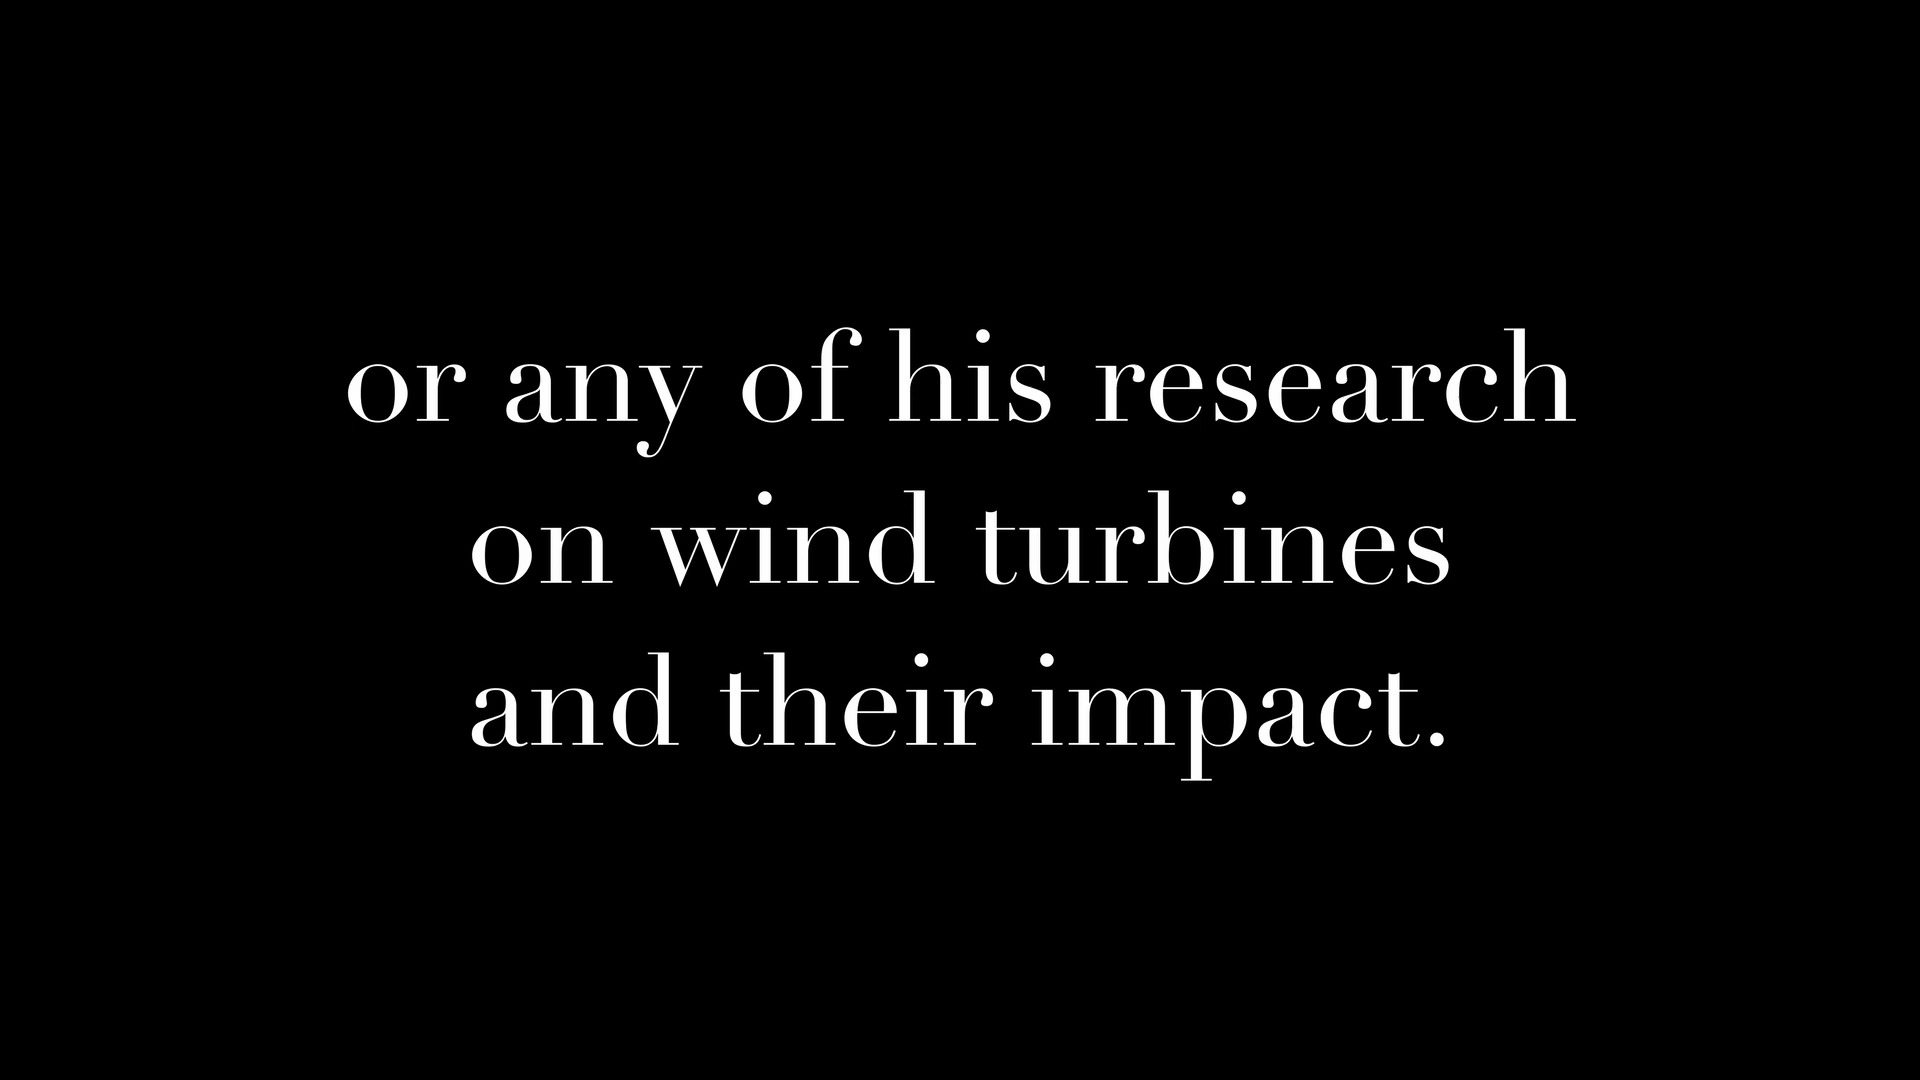 or any of his research
on wind turbines
and their impact.